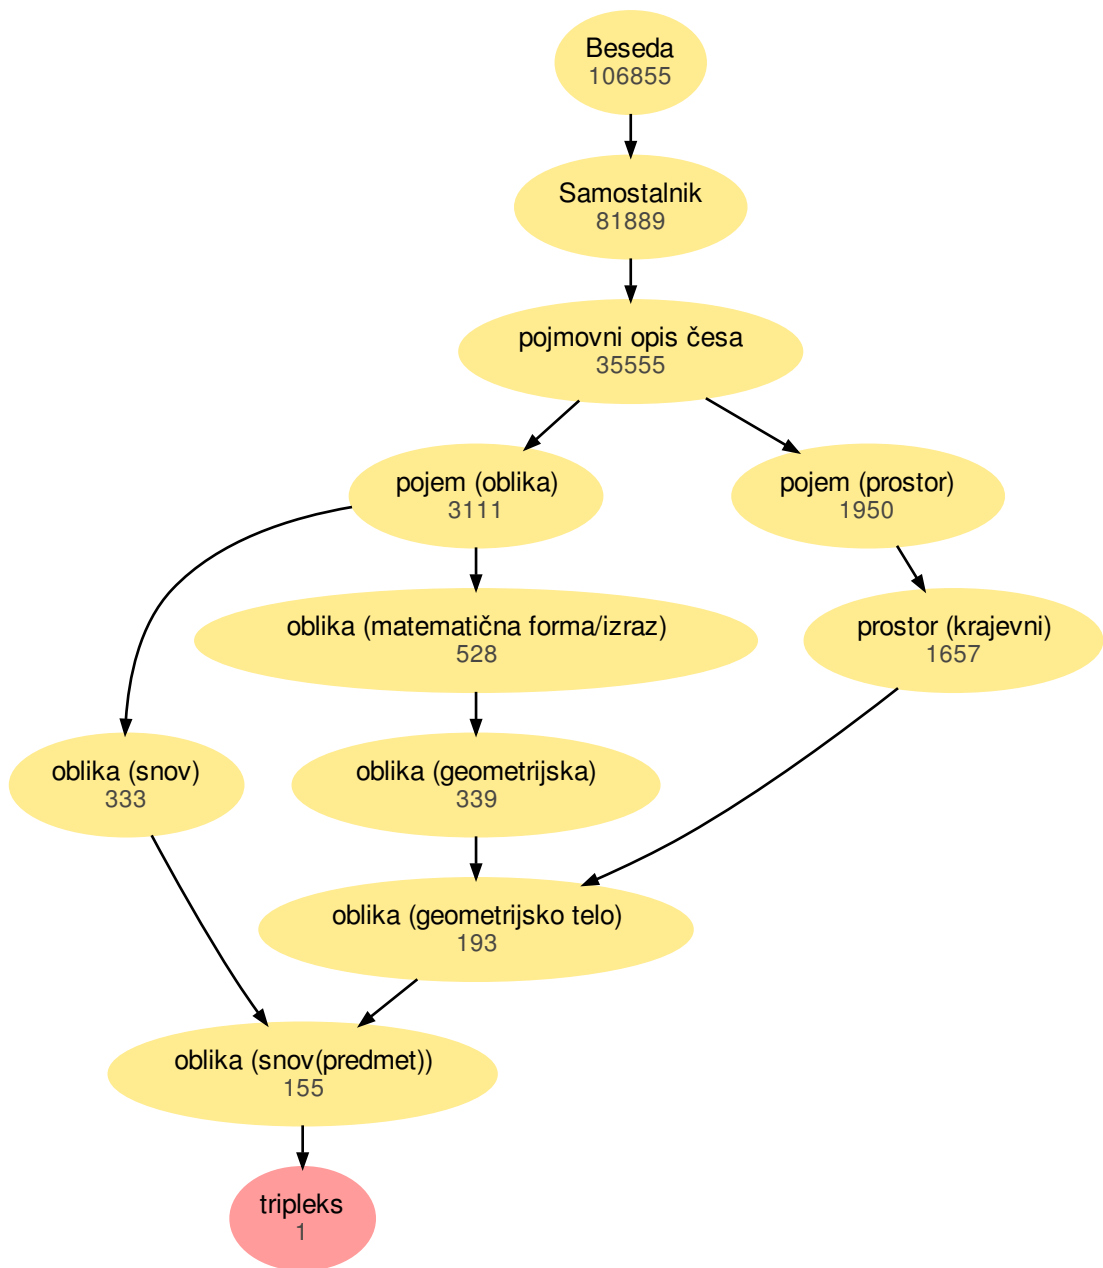 Beseda
106855
Samostalnik
81889
pojmovni opis česa
35555
pojem (oblika)
3111
pojem (prostor)
1950
oblika (matematična forma/izraz)
528
prostor (krajevni)
1657
oblika (snov)
333
oblika (geometrijska)
339
oblika (geometrijsko telo)
193
oblika (snov(predmet))
155
tripleks
1